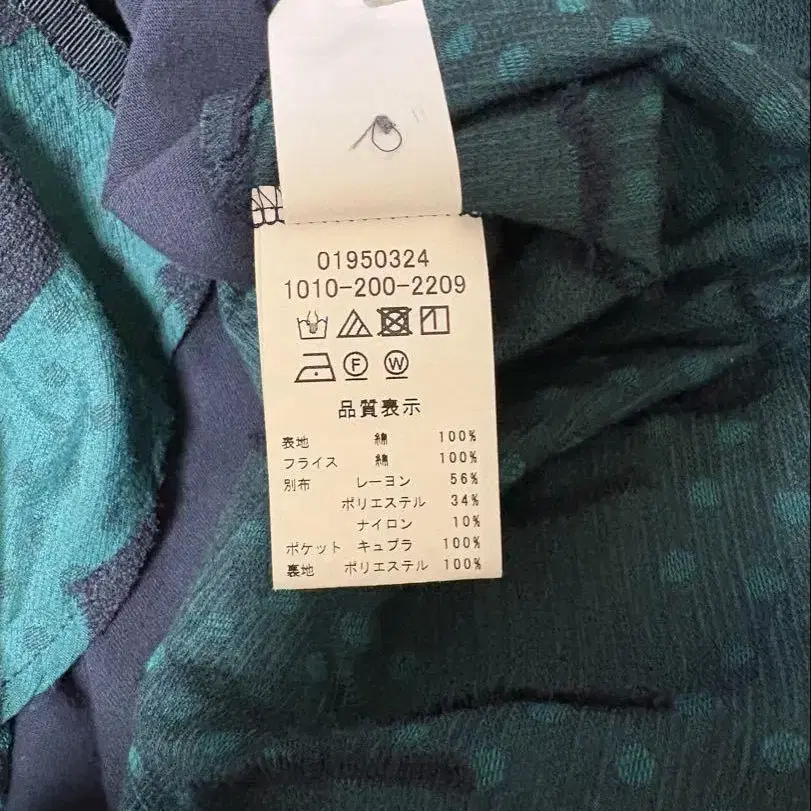 01950324
1010-200-2209
F W
品質表示
表地 綿 100%
フライス 綿 100%
別布 レーヨン 56%
ポリエステル 34%
ナイロン 10%
ポケット キュプラ 100%
裏地 ポリエステル 100%